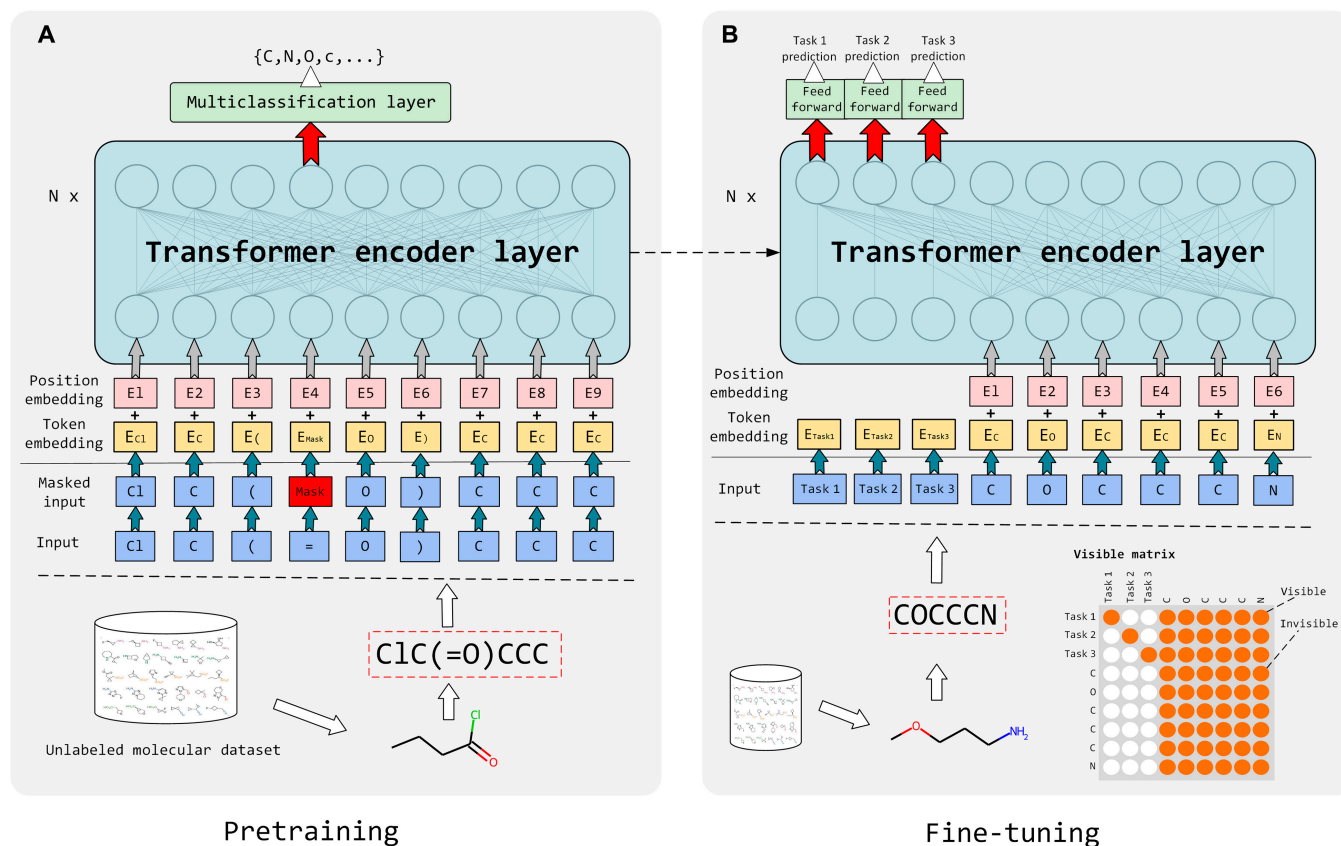 A
{C,N,O,c,...}
Multiclassification layer
N x
Transformer encoder layer
Position embedding
E1 E2 E3 E4 E5 E6 E7 E8 E9
+ + + + + + + + +
Token embedding
ECl EC E( EMask EO E) EC EC EC
Masked input
Cl C ( Mask O ) C C C
Input
Cl C ( = O ) C C C
ClC(=O)CCC
Unlabeled molecular dataset
Cl
O
Pretraining
B
Task 1 prediction
Task 2 prediction
Task 3 prediction
Feed forward
Feed forward
Feed forward
N x
Transformer encoder layer
Position embedding
E1 E2 E3 E4 E5 E6
+ + + + + +
Token embedding
ETask1 ETask2 ETask3 EC EO EC EC EC EN
Input
Task 1 Task 2 Task 3 C O C C C N
COCCCN
O
NH2
Visible matrix
Task 1 Task 2 Task 3 C O C C C N
Visible
Invisible
Task 1
Task 2
Task 3
C
O
C
C
C
N
Fine-tuning